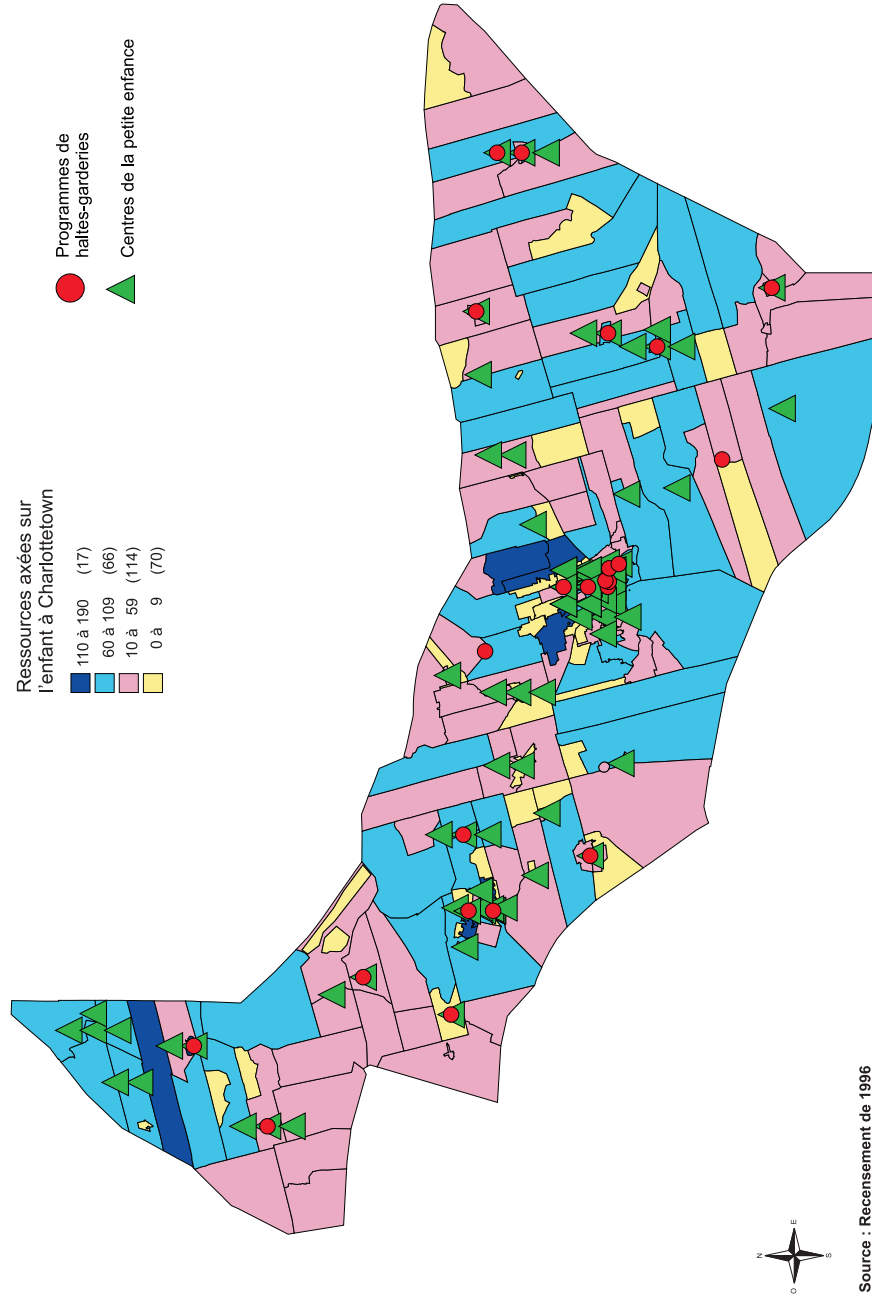 Programmes de
haltes-garderies
Centres de la petite enfance
Ressources axées sur
l'enfant à Charlottetown
110 à 190 (17)
60 à 109 (66)
10 à 59 (114)
0 à 9 (70)
N
O
E
S
Source : Recensement de 1996